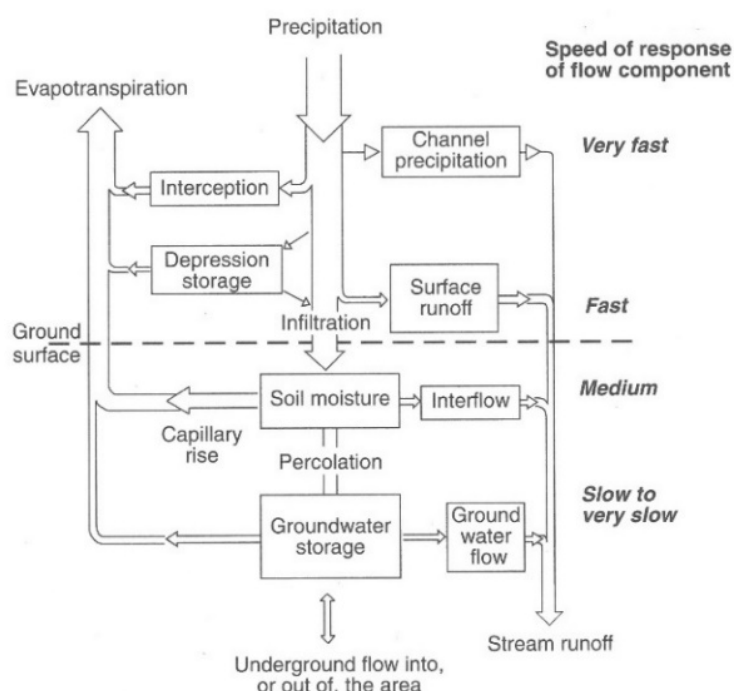 Precipitation
Speed of response
of flow component
Evapotranspiration
Channel
precipitation
Very fast
Interception
Depression
storage
Surface
runoff
Fast
Infiltration
Ground
surface
Soil moisture
Interflow
Medium
Capillary
rise
Percolation
Slow to
very slow
Groundwater
storage
Ground
water
flow
Stream runoff
Underground flow into,
or out of, the area